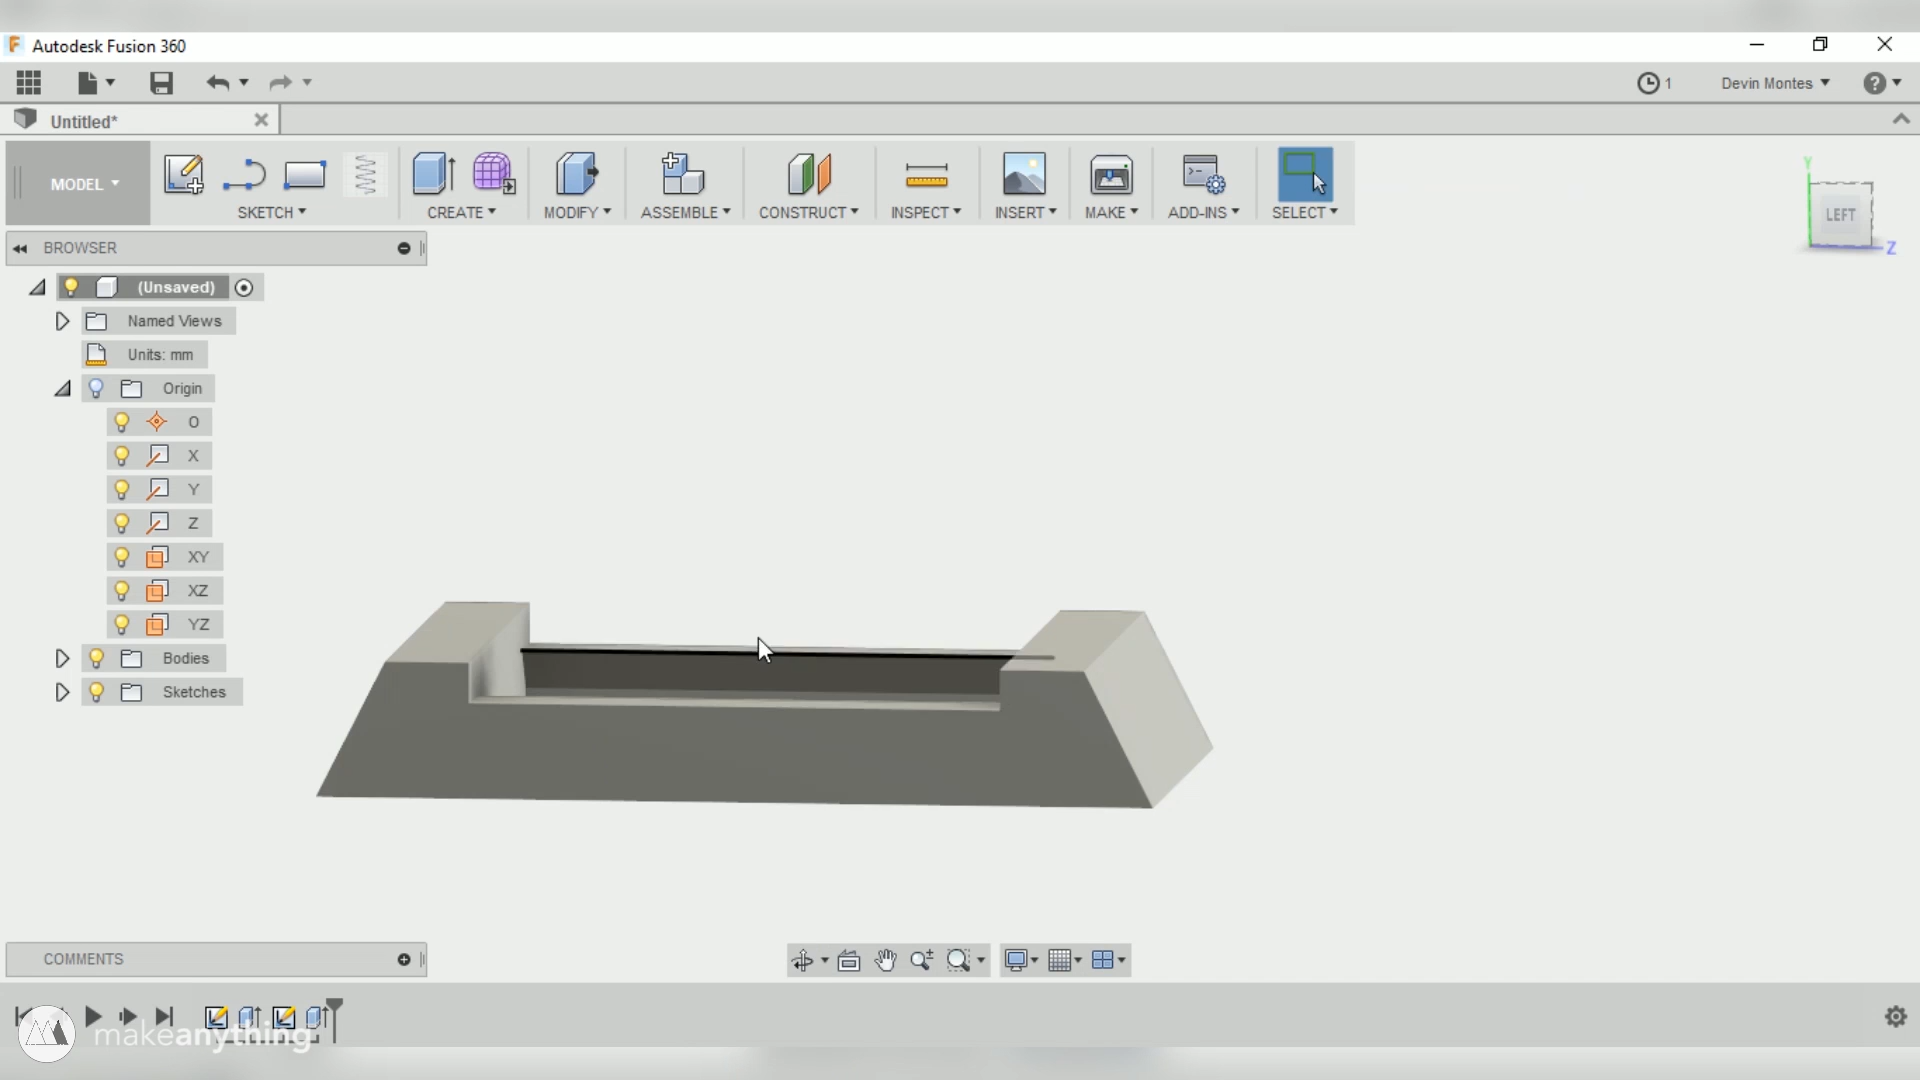 Autodesk Fusion 360
1
Devin Montes
Untitled*
MODEL
SKETCH
CREATE
MODIFY
ASSEMBLE
CONSTRUCT
INSPECT
INSERT
MAKE
ADD-INS
SELECT
Y
LEFT
Z
BROWSER
(Unsaved)
Named Views
Units: mm
Origin
O
X
Y
Z
XY
XZ
YZ
Bodies
Sketches
COMMENTS
makeanything